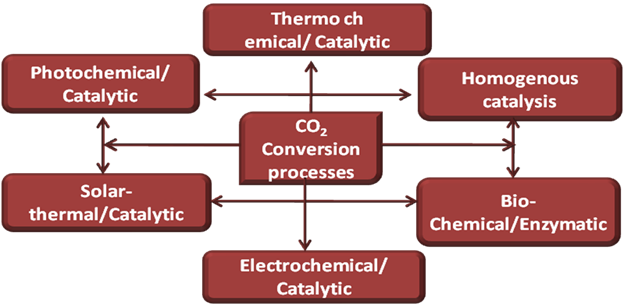 Thermo ch
emical/ Catalytic
Photochemical/
Catalytic
Homogenous
catalysis
CO₂
Conversion
processes
Solar-
thermal/Catalytic
Bio-
Chemical/Enzymatic
Electrochemical/
Catalytic